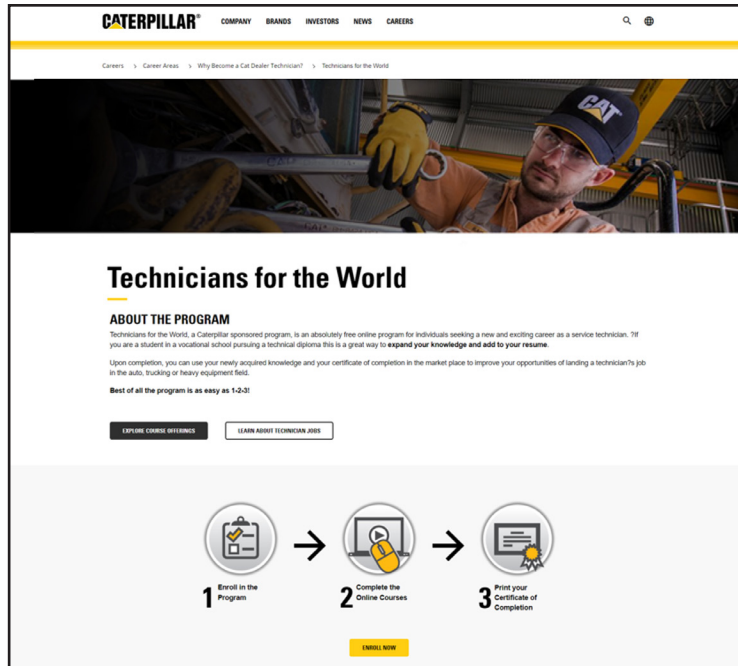 CATERPILLAR®
COMPANY BRANDS INVESTORS NEWS CAREERS
Careers > Career Areas > Why Become a Cat Dealer Technician? > Technicians for the World
CAT
Technicians for the World
ABOUT THE PROGRAM
Technicians for the World, a Caterpillar sponsored program, is an absolutely free online program for individuals seeking a new and exciting career as a service technician. ?If
you are a student in a vocational school pursuing a technical diploma this is a great way to expand your knowledge and add to your resume.
Upon completion, you can use your newly acquired knowledge and your certificate of completion in the market place to improve your opportunities of landing a technician?s job
in the auto, trucking or heavy equipment field.
Best of all the program is as easy as 1-2-3!
EXPLORE COURSE OFFERINGS
LEARN ABOUT TECHNICIAN JOBS
1 Enroll in the
Program
2 Complete the
Online Courses
3 Print your
Certificate of
Completion
ENROLL NOW